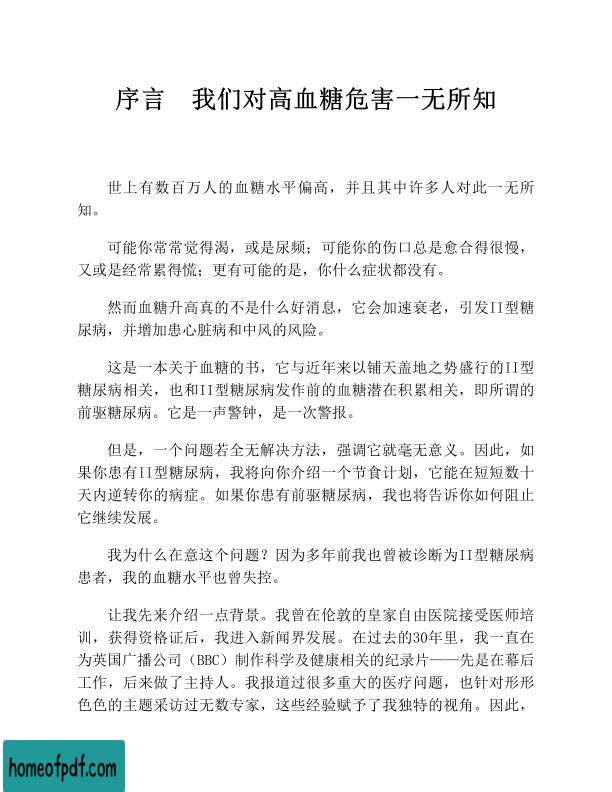 序言　我们对高血糖危害一无所知
世上有数百万人的血糖水平偏高，并且其中许多人对此一无所
知。
可能你常常觉得渴，或是尿频；可能你的伤口总是愈合得很慢，
又或是经常累得慌；更有可能的是，你什么症状都没有。
然而血糖升高真的不是什么好消息，它会加速衰老，引发II型糖
尿病，并增加患心脏病和中风的风险。
这是一本关于血糖的书，它与近年来以铺天盖地之势盛行的II型
糖尿病相关，也和II型糖尿病发作前的血糖潜在积累相关，即所谓的
前驱糖尿病。它是一声警钟，是一次警报。
但是，一个问题若全无解决方法，强调它就毫无意义。因此，如
果你患有II型糖尿病，我将向你介绍一个节食计划，它能在短短数十
天内逆转你的病症。如果你患有前驱糖尿病，我也将告诉你如何阻止
它继续发展。
我为什么在意这个问题？因为多年前我也曾被诊断为II型糖尿病
患者，我的血糖水平也曾失控。
让我先来介绍一点背景。我曾在伦敦的皇家自由医院接受医师培
训，获得资格证后，我进入新闻界发展。在过去的30年里，我一直在
为英国广播公司（BBC）制作科学及健康相关的纪录片——先是在幕后
工作，后来做了主持人。我报道过很多重大的医疗问题，也针对形形
色色的主题采访过无数专家，这些经验赋予了我独特的视角。因此，
homeofpdf.com